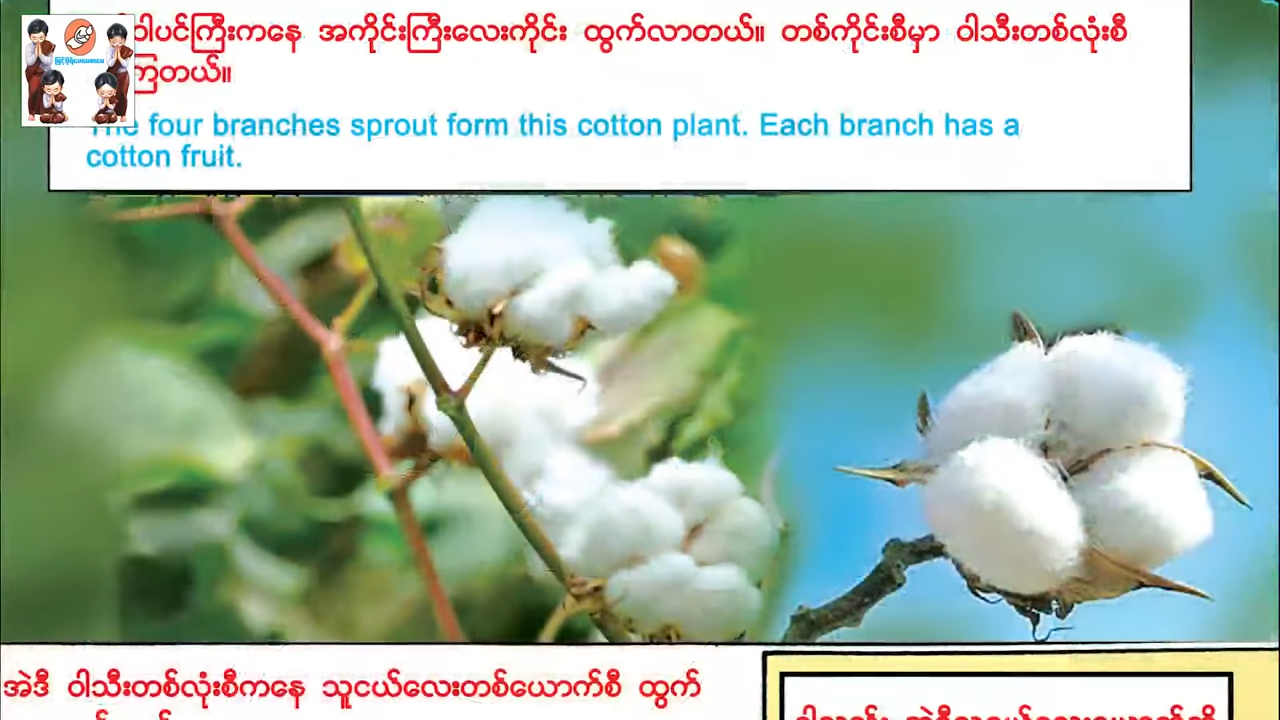 ဝါပင်ကြီးကနေ အကိုင်းကြီးလေးကိုင်း ထွက်လာတယ်။ တစ်ကိုင်းစီမှာ ဝါသီးတစ်လုံးစီ
ကြတယ်။
The four branches sprout form this cotton plant. Each branch has a
cotton fruit.
အဲဒီ ဝါသီးတစ်လုံးစီကနေ သူငယ်လေးတစ်ယောက်စီ ထွက်